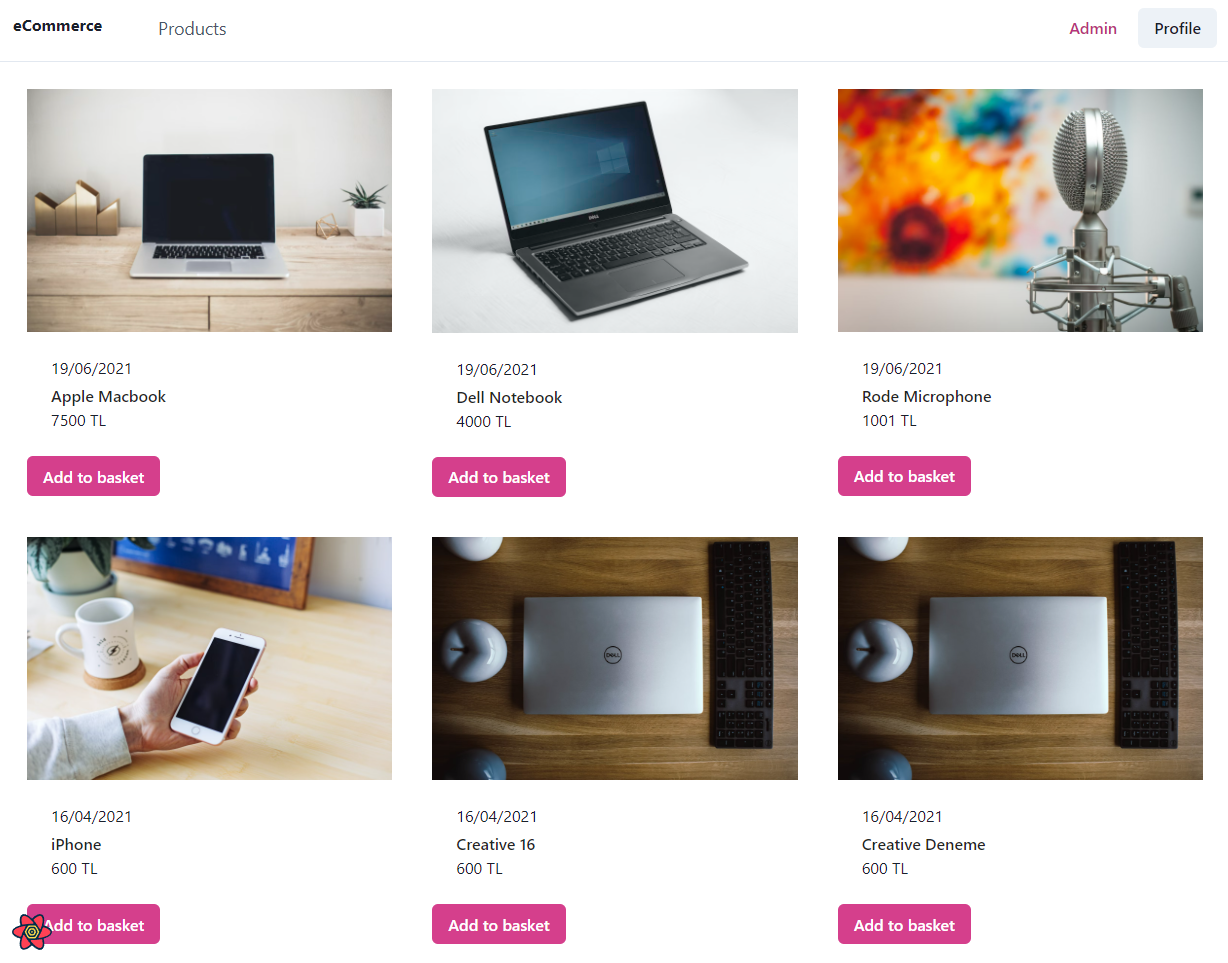 eCommerce
Products
Admin
Profile
DELL
19/06/2021
Apple Macbook
7500 TL
Add to basket
19/06/2021
Dell Notebook
4000 TL
Add to basket
19/06/2021
Rode Microphone
1001 TL
Add to basket
DELL
DELL
16/04/2021
iPhone
600 TL
Add to basket
16/04/2021
Creative 16
600 TL
Add to basket
16/04/2021
Creative Deneme
600 TL
Add to basket